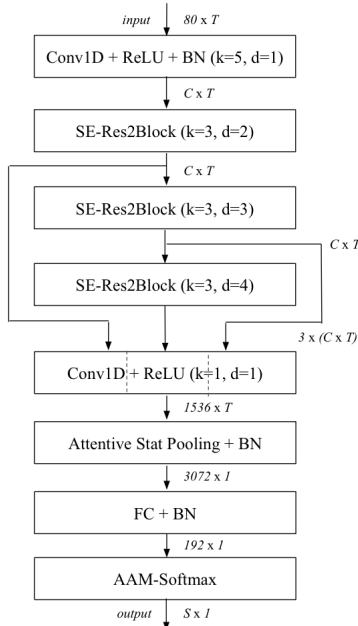 input 80 x T
Conv1D + ReLU + BN (k=5, d=1)
C x T
SE-Res2Block (k=3, d=2)
C x T
SE-Res2Block (k=3, d=3)
C x T
SE-Res2Block (k=3, d=4)
3 x (C x T)
Conv1D + ReLU (k=1, d=1)
1536 x T
Attentive Stat Pooling + BN
3072 x 1
FC + BN
192 x 1
AAM-Softmax
output S x 1